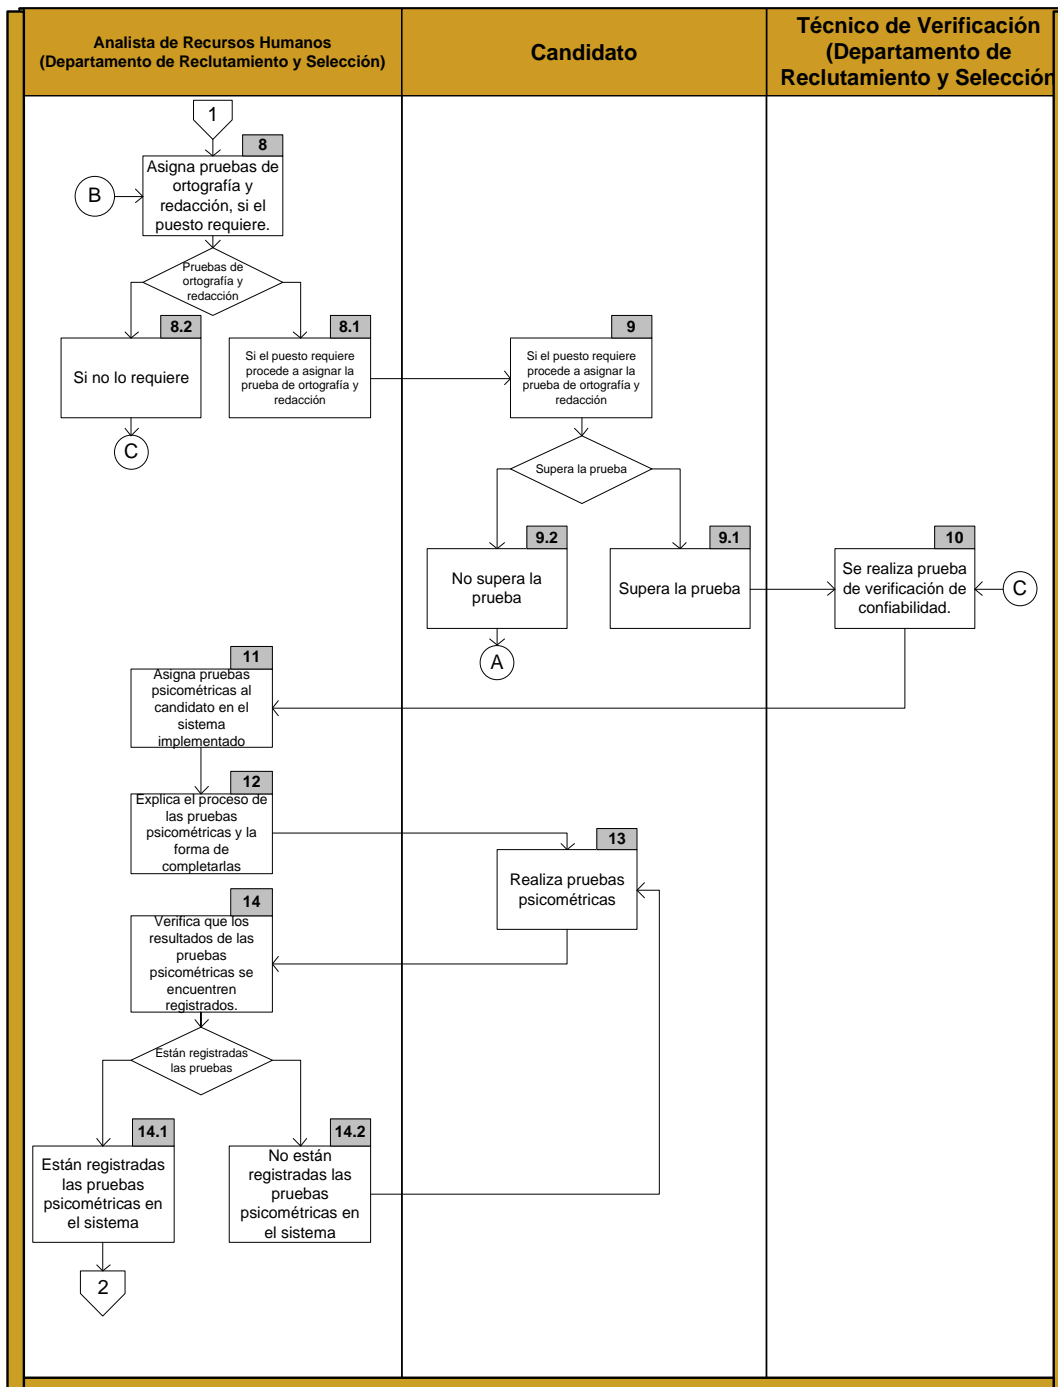 Analista de Recursos Humanos
(Departamento de Reclutamiento y Selección)
Candidato
Técnico de Verificación
(Departamento de
Reclutamiento y Selección
1
8
Asigna pruebas de
ortografía y
redacción, si el
puesto requiere.
B
Pruebas de
ortografía y
redacción
8.2
Si no lo requiere
8.1
Si el puesto requiere
procede a asignar la
prueba de ortografía y
redacción
9
Si el puesto requiere
procede a asignar la
prueba de ortografía y
redacción
C
Supera la prueba
9.2
No supera la
prueba
9.1
Supera la prueba
10
Se realiza prueba
de verificación de
confiabilidad.
C
A
11
Asigna pruebas
psicométricas al
candidato en el
sistema
implementado
12
Explica el proceso de
las pruebas
psicométricas y la
forma de
completarlas
13
Realiza pruebas
psicométricas
14
Verifica que los
resultados de las
pruebas
psicométricas se
encuentren
registrados.
Están registradas
las pruebas
14.1
Están registradas
las pruebas
psicométricas en
el sistema
14.2
No están
registradas las
pruebas
psicométricas en
el sistema
2